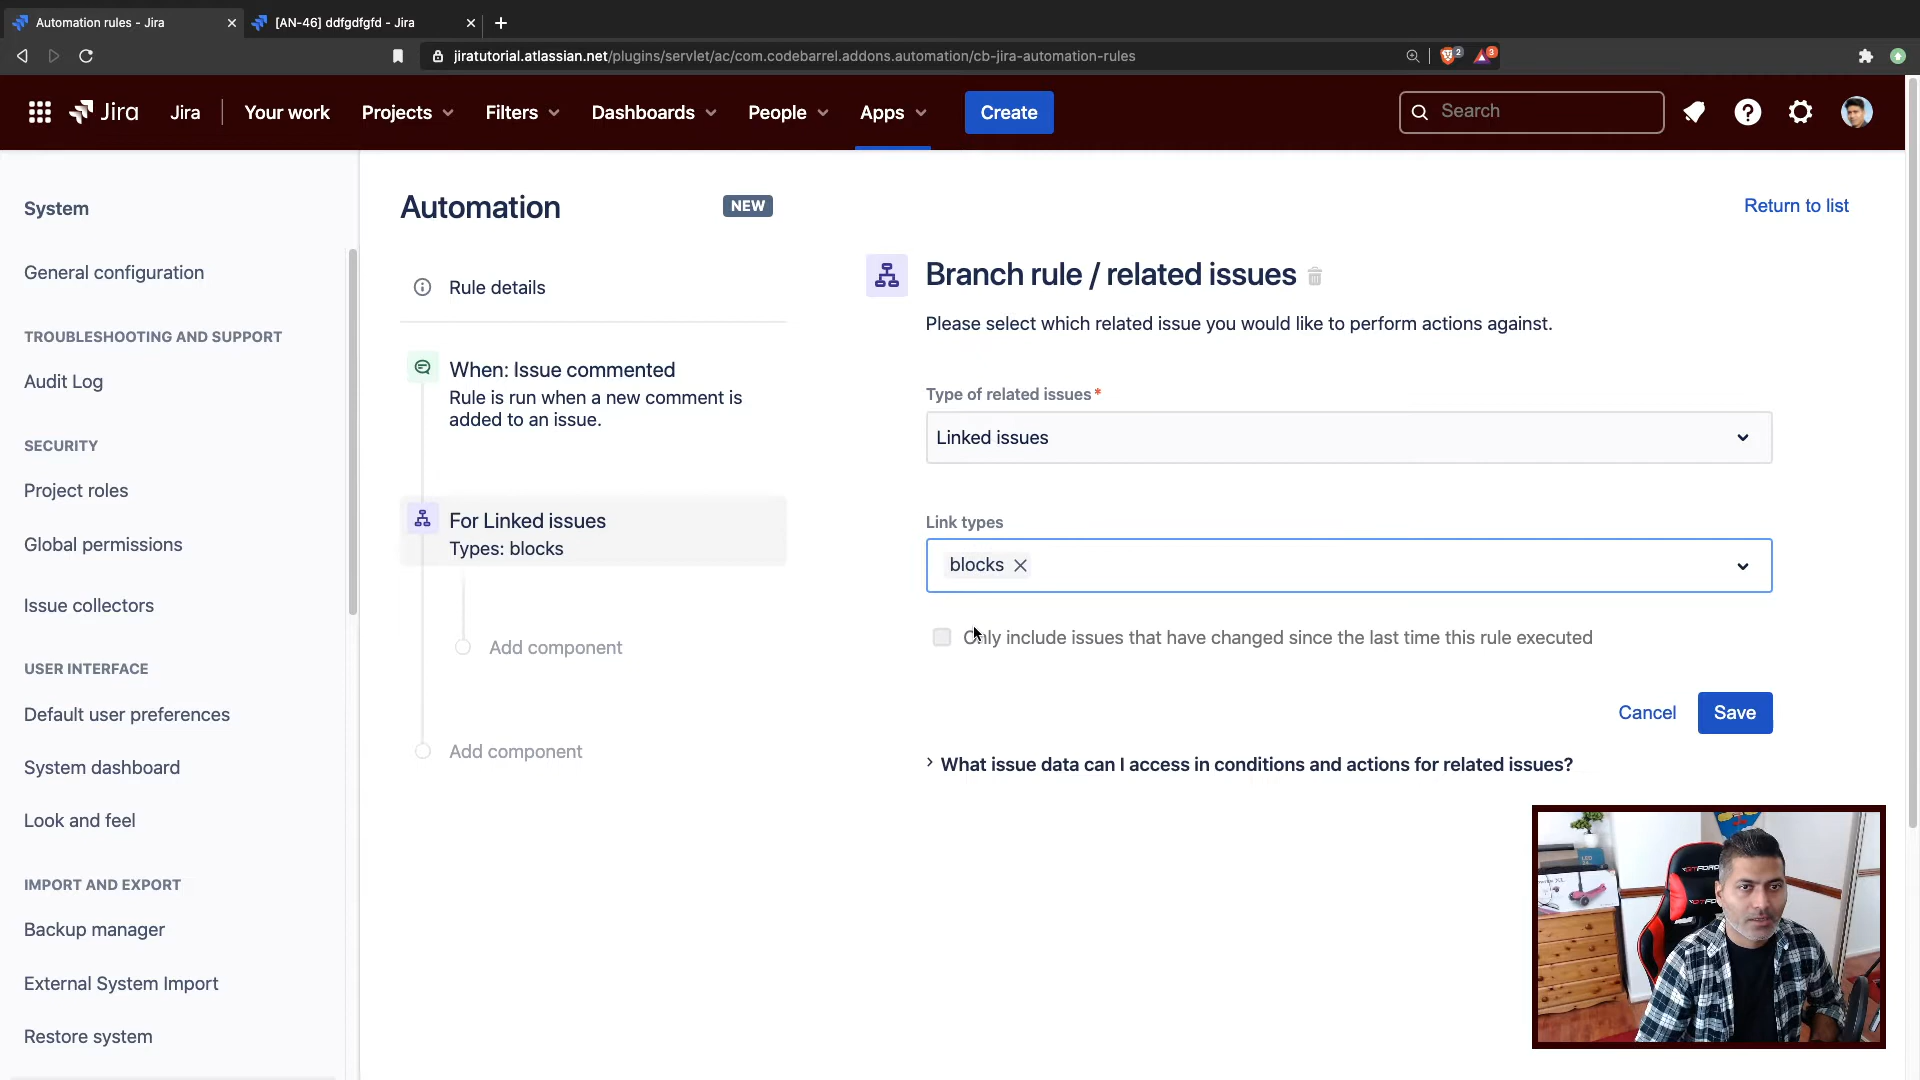 Automation rules - Jira
[AN-46] ddfgdfgfd - Jira
jiratutorial.atlassian.net/plugins/servlet/ac/com.codebarrel.addons.automation/cb-jira-automation-rules
2
3
Jira
Jira
Your work
Projects
Filters
Dashboards
People
Apps
Create
Search
System
General configuration
TROUBLESHOOTING AND SUPPORT
Audit Log
SECURITY
Project roles
Global permissions
Issue collectors
USER INTERFACE
Default user preferences
System dashboard
Look and feel
IMPORT AND EXPORT
Backup manager
External System Import
Restore system
Automation
NEW
Return to list
Rule details
When: Issue commented
Rule is run when a new comment is
added to an issue.
For Linked issues
Types: blocks
Add component
Add component
Branch rule / related issues
Please select which related issue you would like to perform actions against.
Type of related issues*
Linked issues
Link types
blocks
Only include issues that have changed since the last time this rule executed
Cancel
Save
What issue data can I access in conditions and actions for related issues?